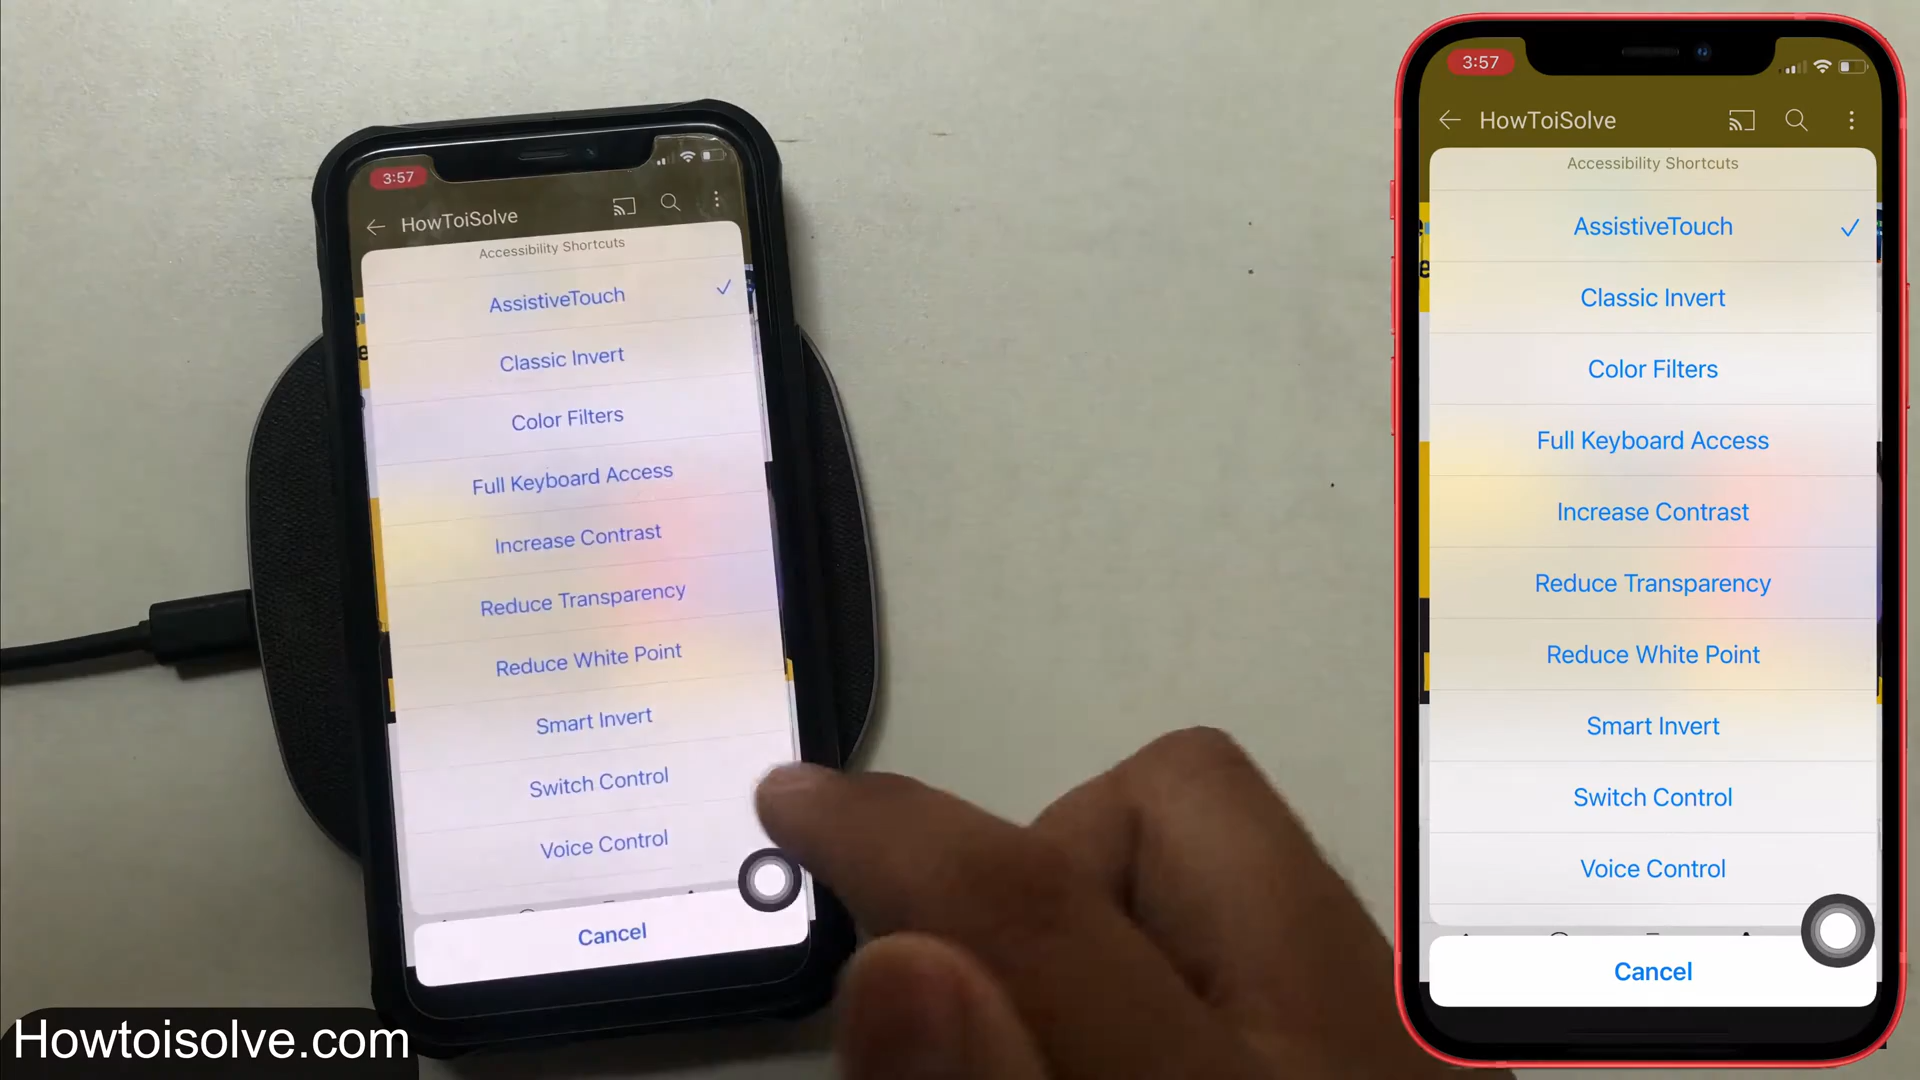 3:57
HowToiSolve
Accessibility Shortcuts
AssistiveTouch
Classic Invert
Color Filters
Full Keyboard Access
Increase Contrast
Reduce Transparency
Reduce White Point
Smart Invert
Switch Control
Voice Control
Cancel
Howtoisolve.com
3:57
HowToiSolve
Accessibility Shortcuts
AssistiveTouch
Classic Invert
Color Filters
Full Keyboard Access
Increase Contrast
Reduce Transparency
Reduce White Point
Smart Invert
Switch Control
Voice Control
Cancel